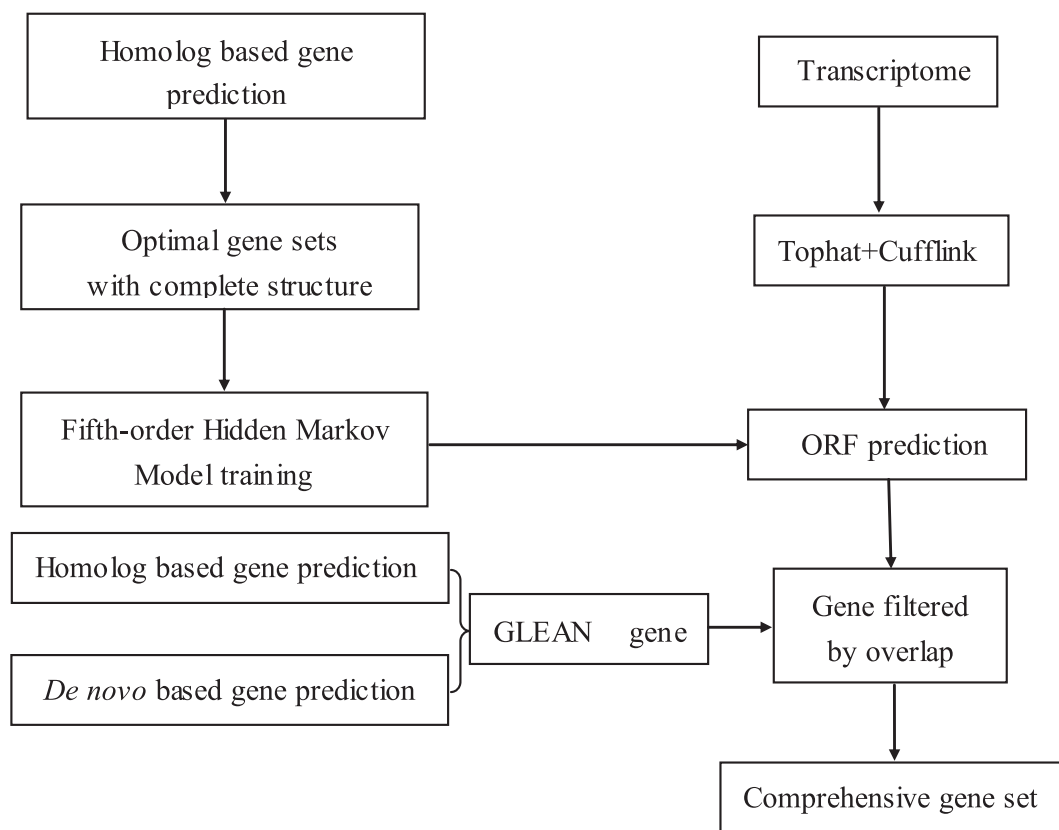 Homolog based gene
prediction
Transcriptome
Optimal gene sets
with complete structure
Tophat+Cufflink
Fifth-order Hidden Markov
Model training
ORF prediction
Homolog based gene prediction
De novo based gene prediction
GLEAN gene
Gene filtered
by overlap
Comprehensive gene set